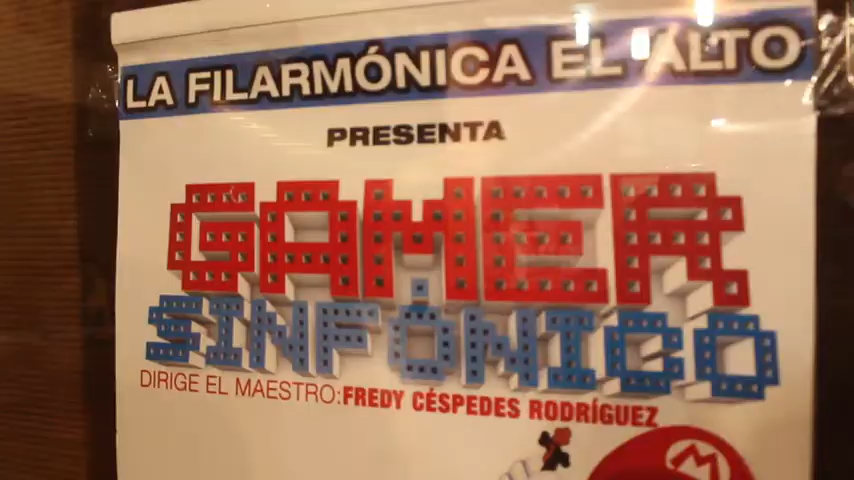 LA FILARMÓNICA EL ALTO
PRESENTA
GAMER
SINFÓNICO
DIRIGE EL MAESTRO:FREDY CÉSPEDES RODRÍGUEZ
M